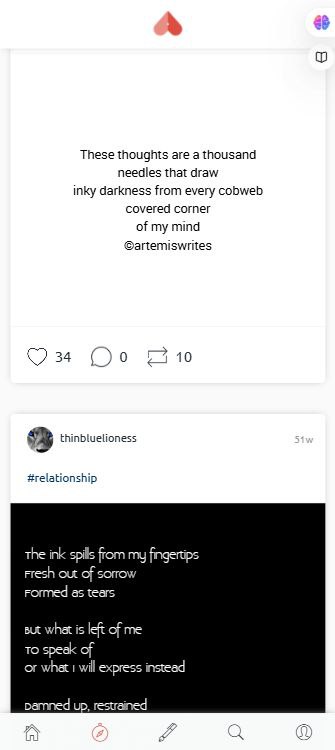 These thoughts are a thousand
needles that draw
inky darkness from every cobweb
covered corner
of my mind
©artemiswrites
34
0
10
thinbluelioness
51w
#relationship
The ink spills from my fingertips
Fresh out of sorrow
Formed as tears
But what is left of me
To speak of
Or what I will express instead
Damned up, restrained